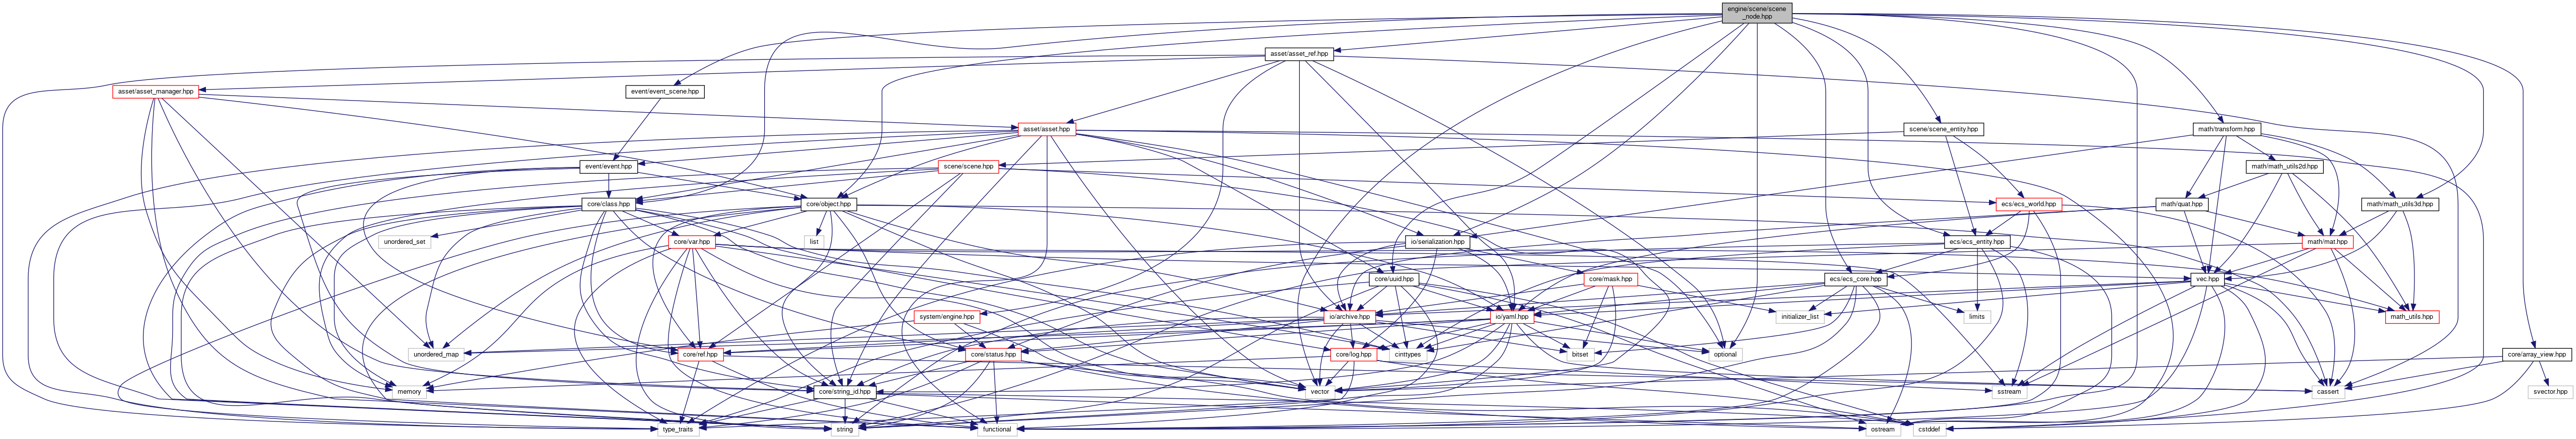 engine/scene/scene
_node.hpp
asset/asset_ref.hpp
asset/asset_manager.hpp
event/event_scene.hpp
asset/asset.hpp
scene/scene_entity.hpp
math/transform.hpp
event/event.hpp
scene/scene.hpp
math/math_utils2d.hpp
core/class.hpp
core/object.hpp
ecs/ecs_world.hpp
math/quat.hpp
math/math_utils3d.hpp
unordered_set
core/var.hpp
list
io/serialization.hpp
ecs/ecs_entity.hpp
math/mat.hpp
core/uuid.hpp
core/mask.hpp
ecs/ecs_core.hpp
vec.hpp
system/engine.hpp
io/archive.hpp
io/yaml.hpp
initializer_list
limits
math_utils.hpp
unordered_map
core/ref.hpp
core/status.hpp
core/log.hpp
cinttypes
bitset
optional
core/array_view.hpp
memory
core/string_id.hpp
vector
sstream
cassert
svector.hpp
type_traits
string
functional
ostream
cstddef